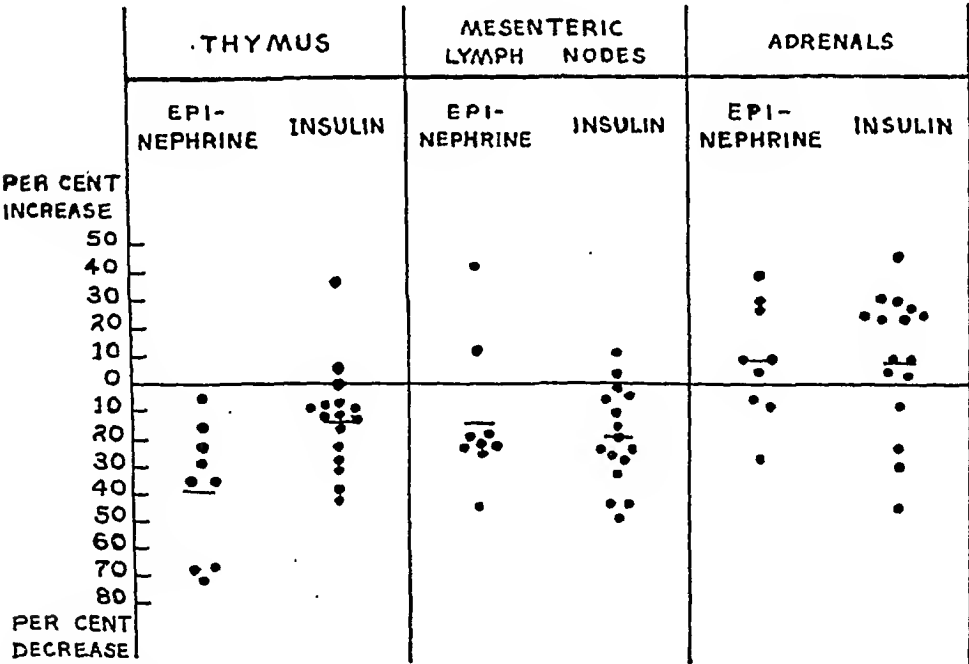 THYMUS
MESENTERIC
LYMPH NODES
ADRENALS
EPI-
NEPHRINE
INSULIN
EPI-
NEPHRINE
INSULIN
EPI-
NEPHRINE
INSULIN
PER CENT
INCREASE
50
40
30
20
10
0
10
20
30
40
50
60
70
80
PER CENT
DECREASE